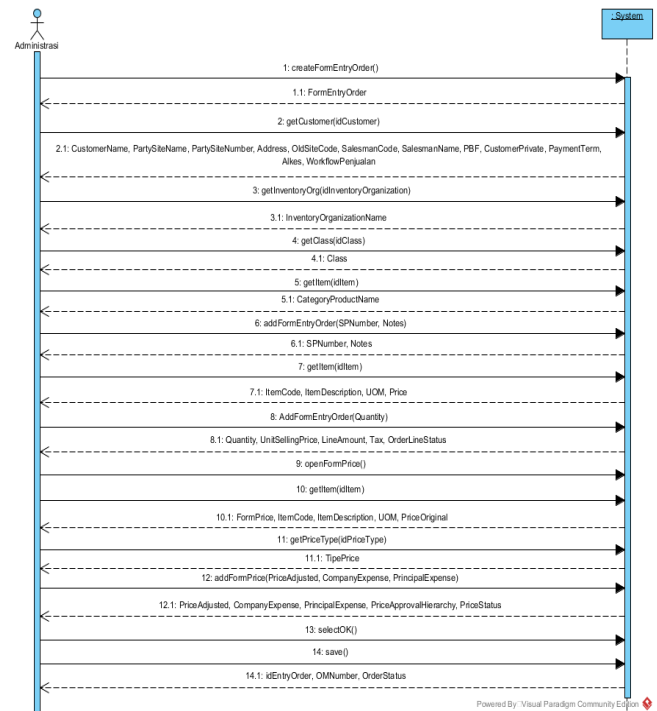 : System
Administrasi
1: createFormEntryOrder()
1.1: FormEntryOrder
2: getCustomer(idCustomer)
2.1: CustomerName, PartySiteName, PartySiteNumber, Address, OldSiteCode, SalesmanCode, SalesmanName, PBF, CustomerPrivate, PaymentTerm,
Alkes, WorkflowPenjualan
3: getInventoryOrg(idInventoryOrganization)
3.1: InventoryOrganizationName
4: getClass(idClass)
4.1: Class
5: getItem(idItem)
5.1: CategoryProductName
6: addFormEntryOrder(SPNumber, Notes)
6.1: SPNumber, Notes
7: getItem(idItem)
7.1: ItemCode, ItemDescription, UOM, Price
8: AddFormEntryOrder(Quantity)
8.1: Quantity, UnitSellingPrice, LineAmount, Tax, OrderLineStatus
9: openFormPrice()
10: getItem(idItem)
10.1: FormPrice, ItemCode, ItemDescription, UOM, PriceOriginal
11: getPriceType(idPriceType)
11.1: TipePrice
12: addFormPrice(PriceAdjusted, CompanyExpense, PrincipalExpense)
12.1: PriceAdjusted, CompanyExpense, PrincipalExpense, PriceApprovalHierarchy, PriceStatus
13: selectOK()
14: save()
14.1: idEntryOrder, OMNumber, OrderStatus
Powered By Visual Paradigm Community Edition